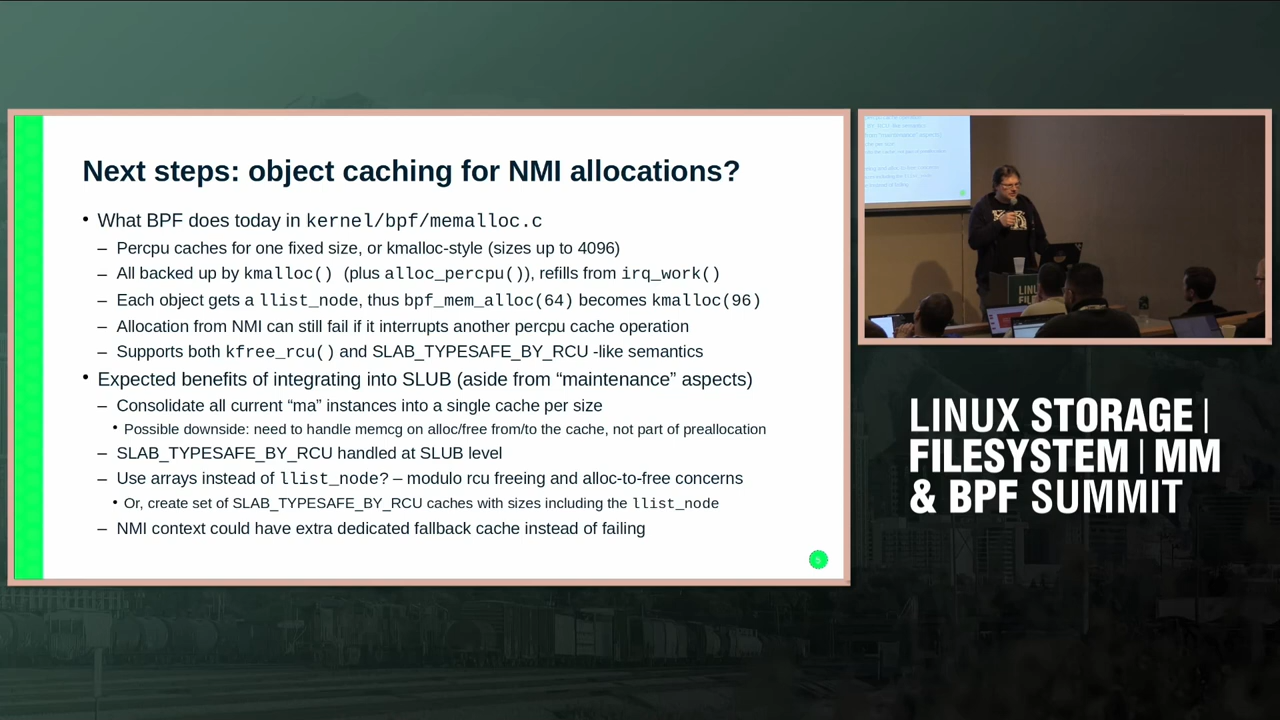 Next steps: object caching for NMI allocations?
• What BPF does today in kernel/bpf/memalloc.c
– Percpu caches for one fixed size, or kmalloc-style (sizes up to 4096)
– All backed up by kmalloc() (plus alloc_percpu()), refills from irq_work()
– Each object gets a llist_node, thus bpf_mem_alloc(64) becomes kmalloc(96)
– Allocation from NMI can still fail if it interrupts another percpu cache operation
– Supports both kfree_rcu() and SLAB_TYPESAFE_BY_RCU -like semantics
• Expected benefits of integrating into SLUB (aside from “maintenance” aspects)
– Consolidate all current “ma” instances into a single cache per size
• Possible downside: need to handle memcg on alloc/free from/to the cache, not part of preallocation
– SLAB_TYPESAFE_BY_RCU handled at SLUB level
– Use arrays instead of llist_node? – modulo rcu freeing and alloc-to-free concerns
• Or, create set of SLAB_TYPESAFE_BY_RCU caches with sizes including the llist_node
– NMI context could have extra dedicated fallback cache instead of failing
5
LINUX STORAGE |
FILESYSTEM | MM
& BPF SUMMIT